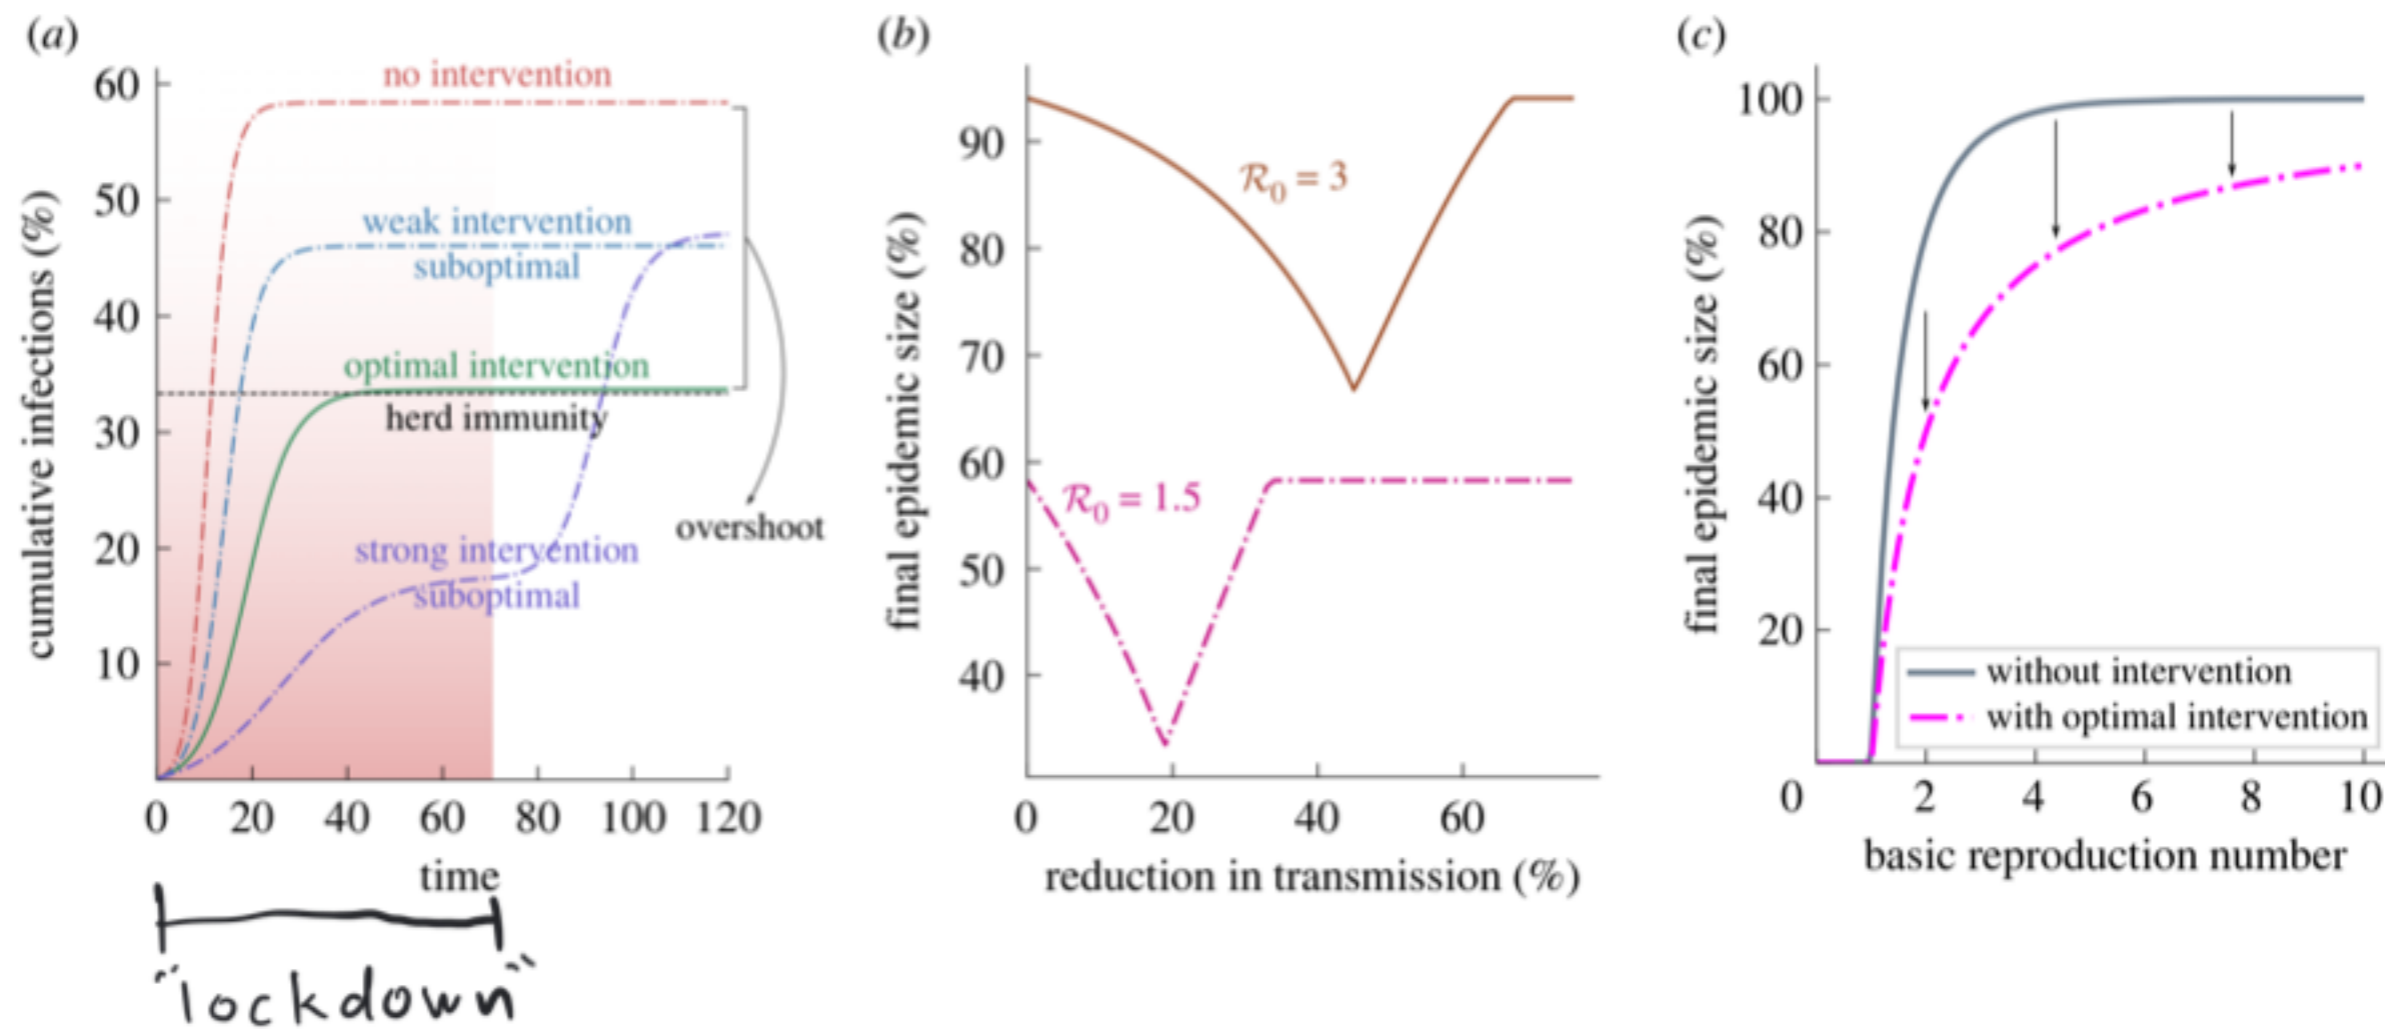 (a)
cumulative infections (%)
60
50
40
30
20
10
no intervention
weak intervention
suboptimal
optimal intervention
herd immunity
strong intervention
suboptimal
overshoot
0 20 40 60 80 100 120
time
"lockdown"
(b)
final epidemic size (%)
90
80
70
60
50
40
ℛ₀ = 3
ℛ₀ = 1.5
0 20 40 60
reduction in transmission (%)
(c)
final epidemic size (%)
100
80
60
40
20
without intervention
with optimal intervention
0 2 4 6 8 10
basic reproduction number